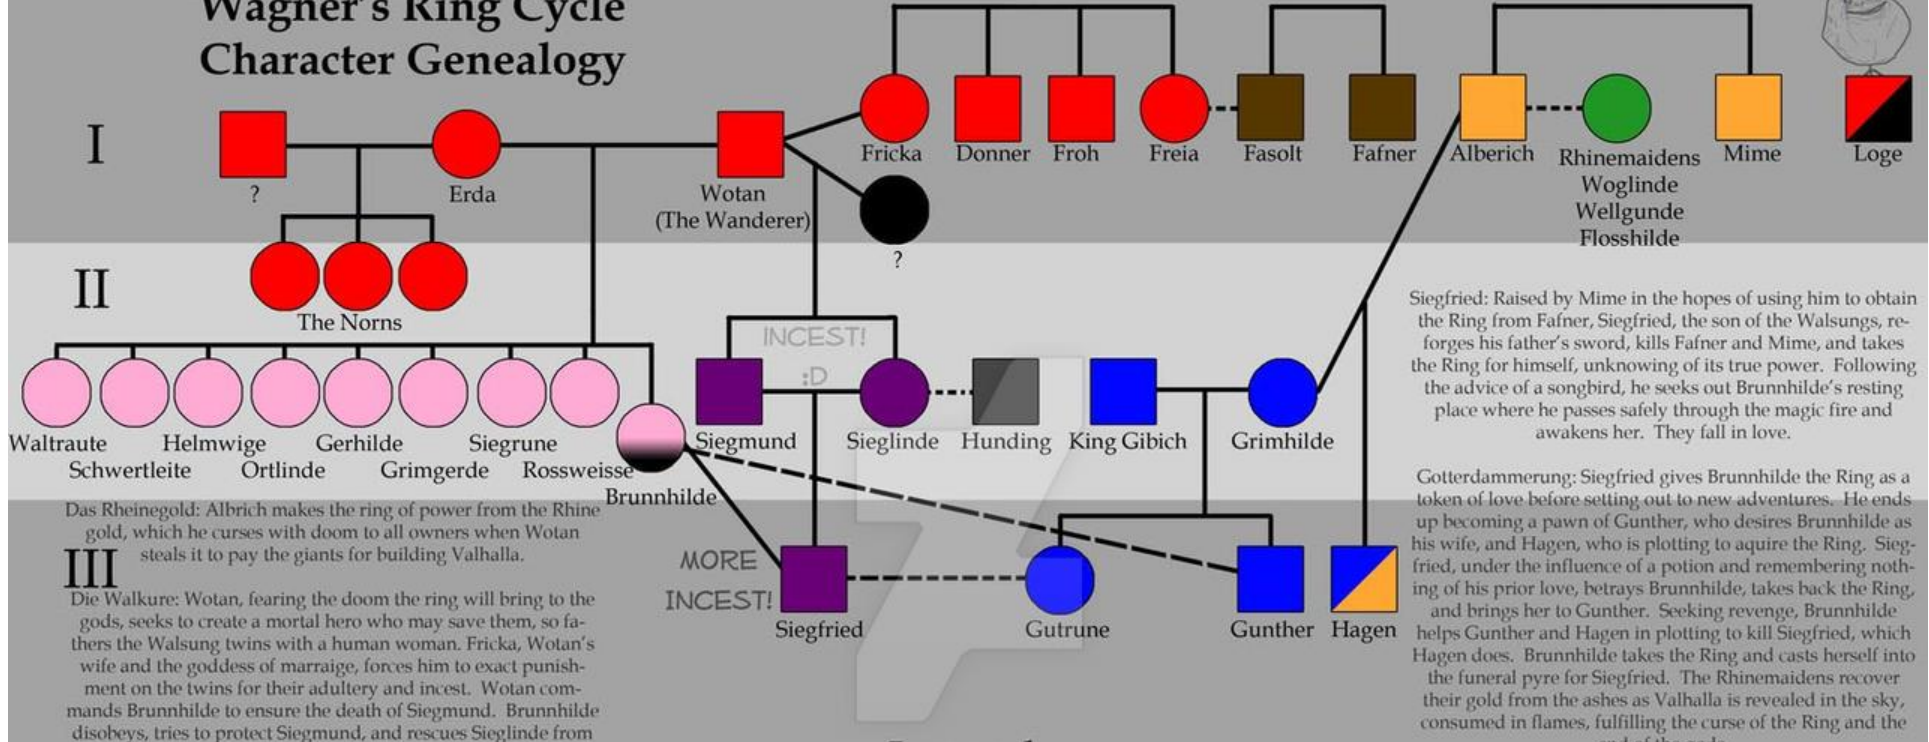 Wagner's Ring Cycle
Character Genealogy
I
?
Erda
Wotan
(The Wanderer)
Fricka
Donner
Froh
Freia
Fasolt
Fafner
Alberich
Rhinemaidens
Woglinde
Wellgunde
Flosshilde
Mime
Loge
?
II
The Norns
INCEST!
:D
Waltraute
Helmwige
Gerhilde
Siegrune
Schwertleite
Ortlinde
Grimgerde
Rossweisse
Brunnhilde
Siegmund
Sieglinde
Hunding
King Gibich
Grimhilde
III
MORE
INCEST!
Siegfried
Gutrune
Gunther
Hagen
Das Rheinegold: Albrich makes the ring of power from the Rhine
gold, which he curses with doom to all owners when Wotan
steals it to pay the giants for building Valhalla.
Die Walkure: Wotan, fearing the doom the ring will bring to the
gods, seeks to create a mortal hero who may save them, so fa-
thers the Walsung twins with a human woman. Fricka, Wotan's
wife and the goddess of marraige, forces him to exact punish-
ment on the twins for their adultery and incest. Wotan com-
mands Brunnhilde to ensure the death of Siegmund. Brunnhilde
disobeys, tries to protect Siegmund, and rescues Sieglinde from
Siegfried: Raised by Mime in the hopes of using him to obtain
the Ring from Fafner, Siegfried, the son of the Walsungs, re-
forges his father's sword, kills Fafner and Mime, and takes
the Ring for himself, unknowing of its true power. Following
the advice of a songbird, he seeks out Brunnhilde's resting
place where he passes safely through the magic fire and
awakens her. They fall in love.
Gotterdammerung: Siegfried gives Brunnhilde the Ring as a
token of love before setting out to new adventures. He ends
up becoming a pawn of Gunther, who desires Brunnhilde as
his wife, and Hagen, who is plotting to aquire the Ring. Sieg-
fried, under the influence of a potion and remembering noth-
ing of his prior love, betrays Brunnhilde, takes back the Ring,
and brings her to Gunther. Seeking revenge, Brunnhilde
helps Gunther and Hagen in plotting to kill Siegfried, which
Hagen does. Brunnhilde takes the Ring and casts herself into
the funeral pyre for Siegfried. The Rhinemaidens recover
their gold from the ashes as Valhalla is revealed in the sky,
consumed in flames, fulfilling the curse of the Ring and the